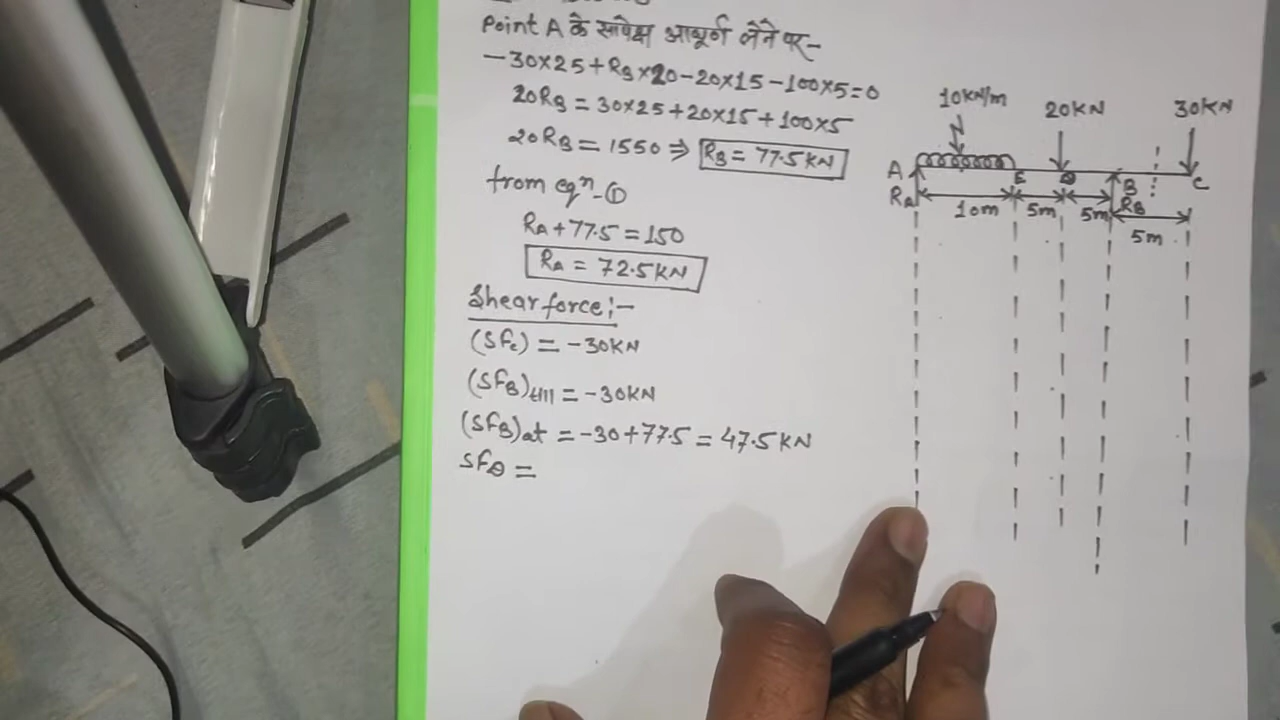 Point A के सापेक्ष आघूर्ण लेने पर-
-30×25+RB×20-20×15-100×5=0
20RB = 30×25+20×15+100×5
20RB = 1550 ⇒ RB = 77.5KN
from eqn-①
RA+77.5=150
RA = 72.5KN
Shear force:-
(SFC) = -30KN
(SFB)till = -30KN
(SFB)at = -30+77.5 = 47.5KN
SFD =
10KN/m
20KN
30KN
A
E
D
B
C
RA
RB
10m
5m
5m
5m